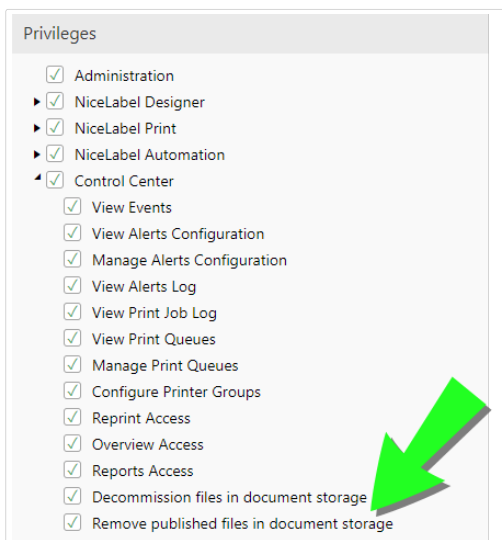 Privileges
Administration
NiceLabel Designer
NiceLabel Print
NiceLabel Automation
Control Center
View Events
View Alerts Configuration
Manage Alerts Configuration
View Alerts Log
View Print Job Log
View Print Queues
Manage Print Queues
Configure Printer Groups
Reprint Access
Overview Access
Reports Access
Decommission files in document storage
Remove published files in document storage